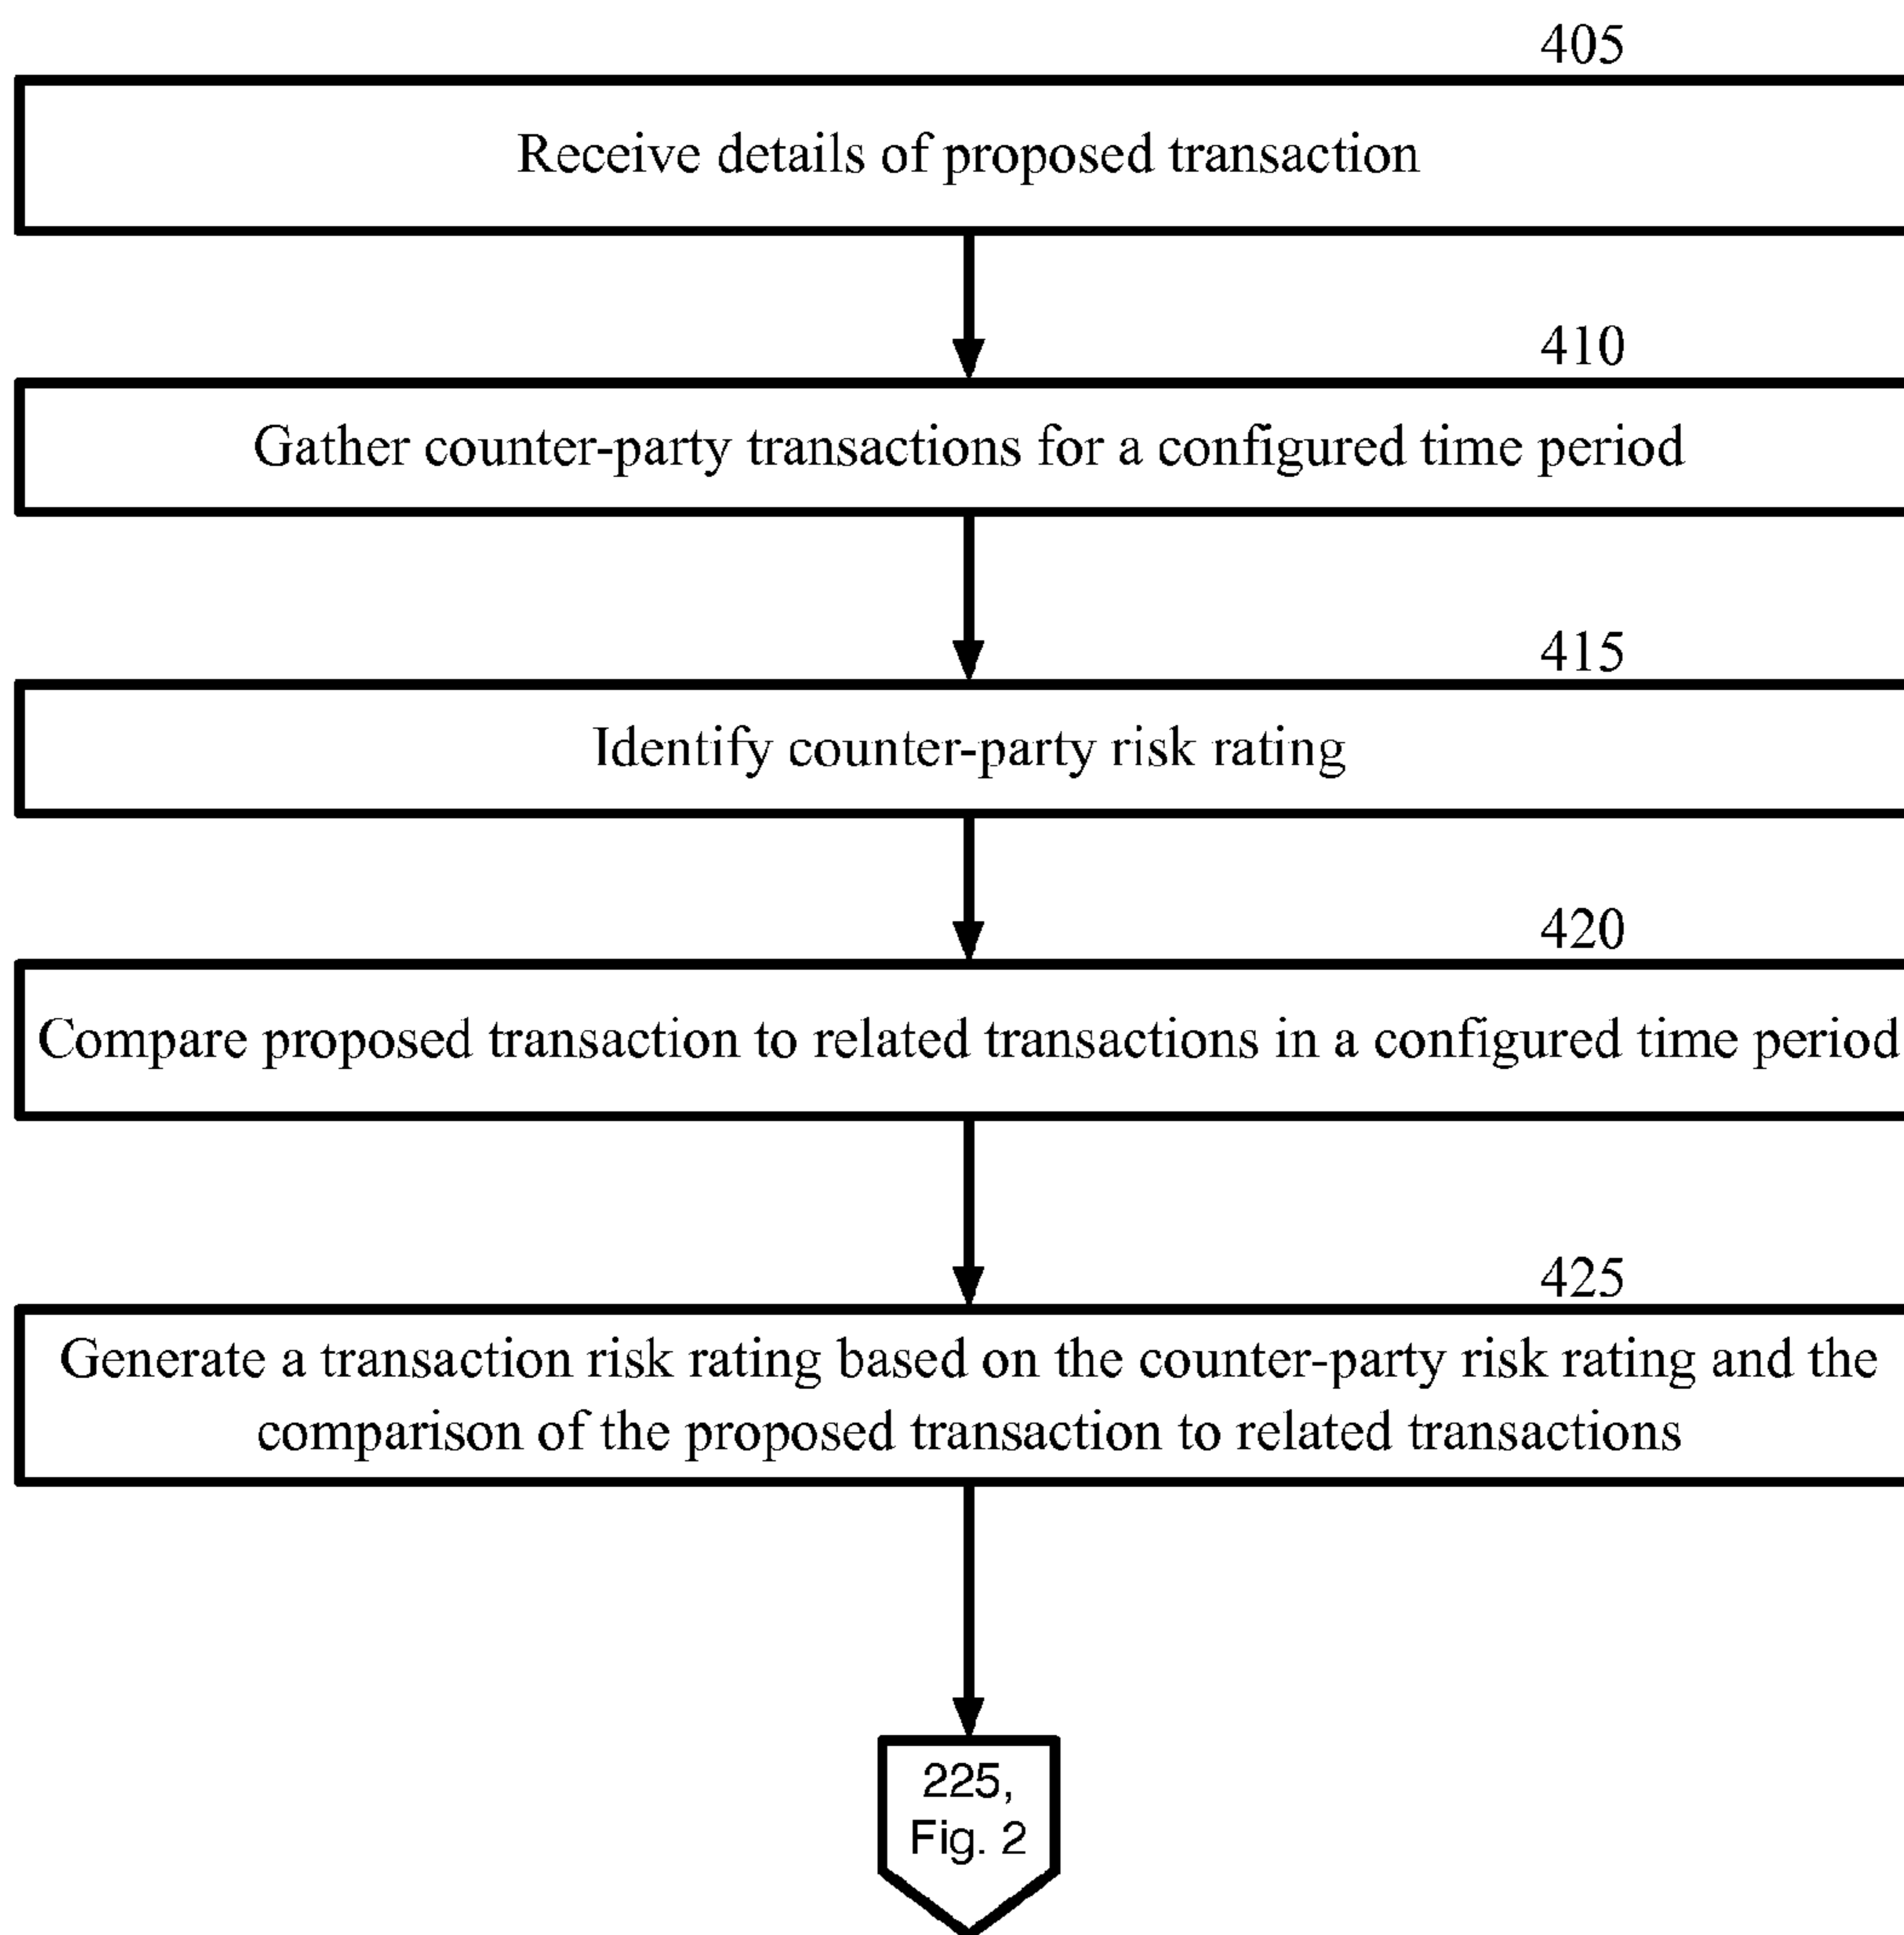 405
Receive details of proposed transaction
410
Gather counter-party transactions for a configured time period
415
Identify counter-party risk rating
420
Compare proposed transaction to related transactions in a configured time period
425
Generate a transaction risk rating based on the counter-party risk rating and the
comparison of the proposed transaction to related transactions
225,
Fig. 2